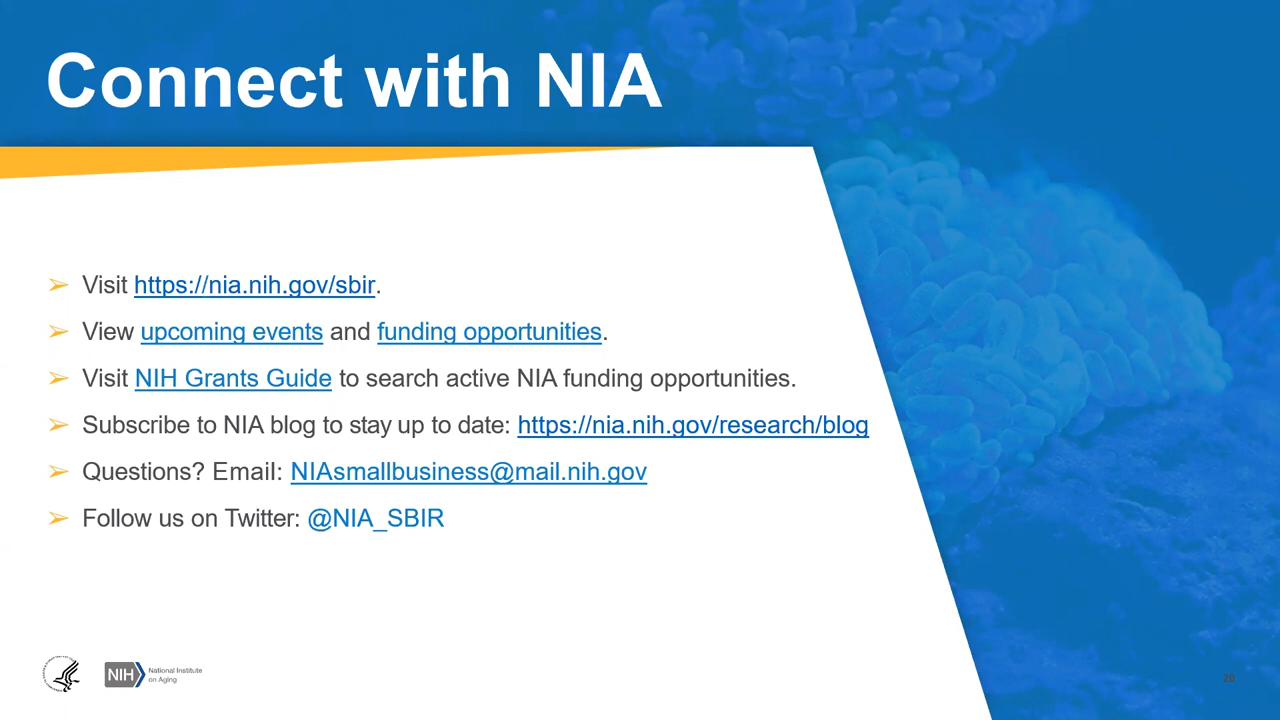 Connect with NIA
➢ Visit https://nia.nih.gov/sbir.
➢ View upcoming events and funding opportunities.
➢ Visit NIH Grants Guide to search active NIA funding opportunities.
➢ Subscribe to NIA blog to stay up to date: https://nia.nih.gov/research/blog
➢ Questions? Email: NIAsmallbusiness@mail.nih.gov
➢ Follow us on Twitter: @NIA_SBIR
NIH National Institute
on Aging
20